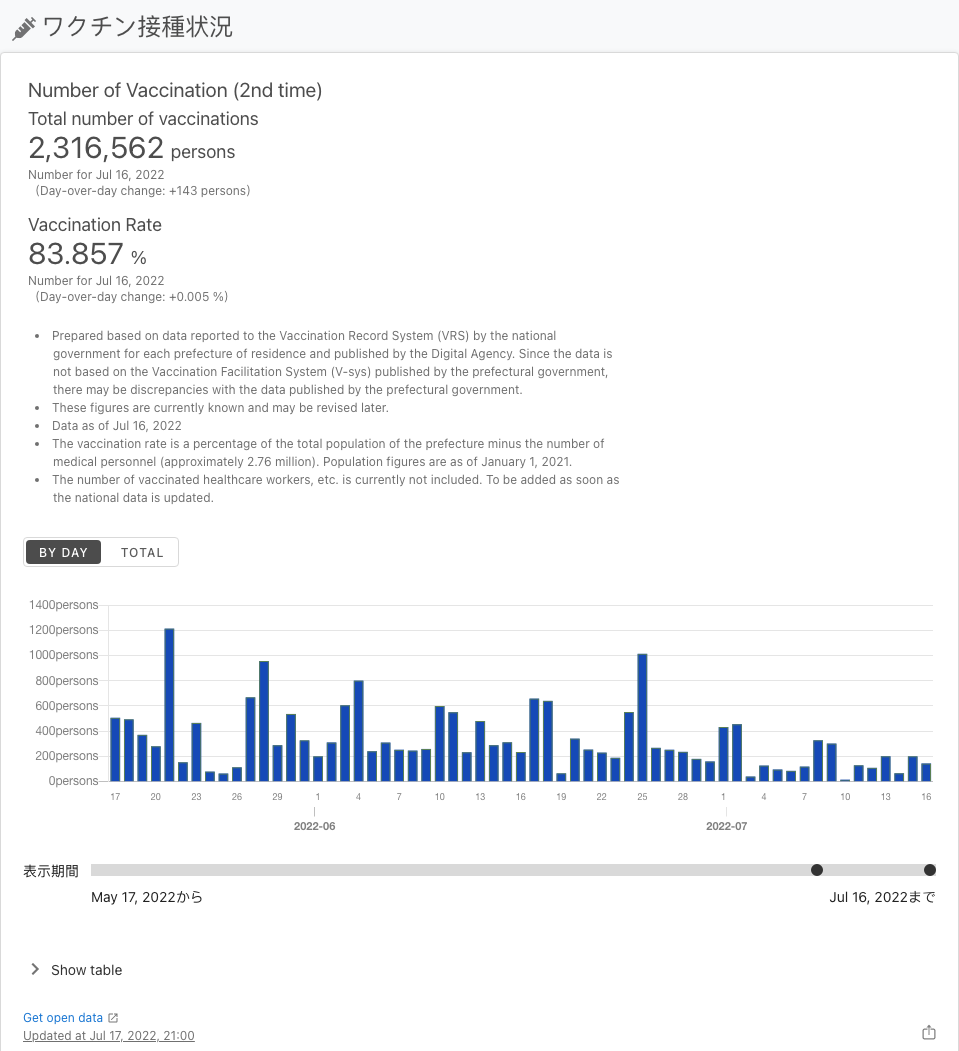 ワクチン接種状況
Number of Vaccination (2nd time)
Total number of vaccinations
2,316,562 persons
Number for Jul 16, 2022
(Day-over-day change: +143 persons)
Vaccination Rate
83.857 %
Number for Jul 16, 2022
(Day-over-day change: +0.005 %)
• Prepared based on data reported to the Vaccination Record System (VRS) by the national
government for each prefecture of residence and published by the Digital Agency. Since the data is
not based on the Vaccination Facilitation System (V-sys) published by the prefectural government,
there may be discrepancies with the data published by the prefectural government.
• These figures are currently known and may be revised later.
• Data as of Jul 16, 2022
• The vaccination rate is a percentage of the total population of the prefecture minus the number of
medical personnel (approximately 2.76 million). Population figures are as of January 1, 2021.
• The number of vaccinated healthcare workers, etc. is currently not included. To be added as soon as
the national data is updated.
BY DAY TOTAL
1400persons
1200persons
1000persons
800persons
600persons
400persons
200persons
0persons
17 20 23 26 29 1 4 7 10 13 16 19 22 25 28 1 4 7 10 13 16
2022-06 2022-07
表示期間
May 17, 2022から Jul 16, 2022まで
Show table
Get open data
Updated at Jul 17, 2022, 21:00